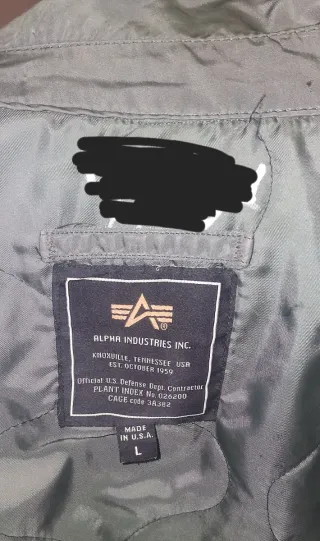 ALPHA INDUSTRIES INC.
KNOXVILLE, TENNESSEE USA
EST. OCTOBER 1959
Official U.S. Defense Dept. Contractor
PLANT INDEX No. 026200
CAGE code 3A362
MADE
IN U.S.A.
L